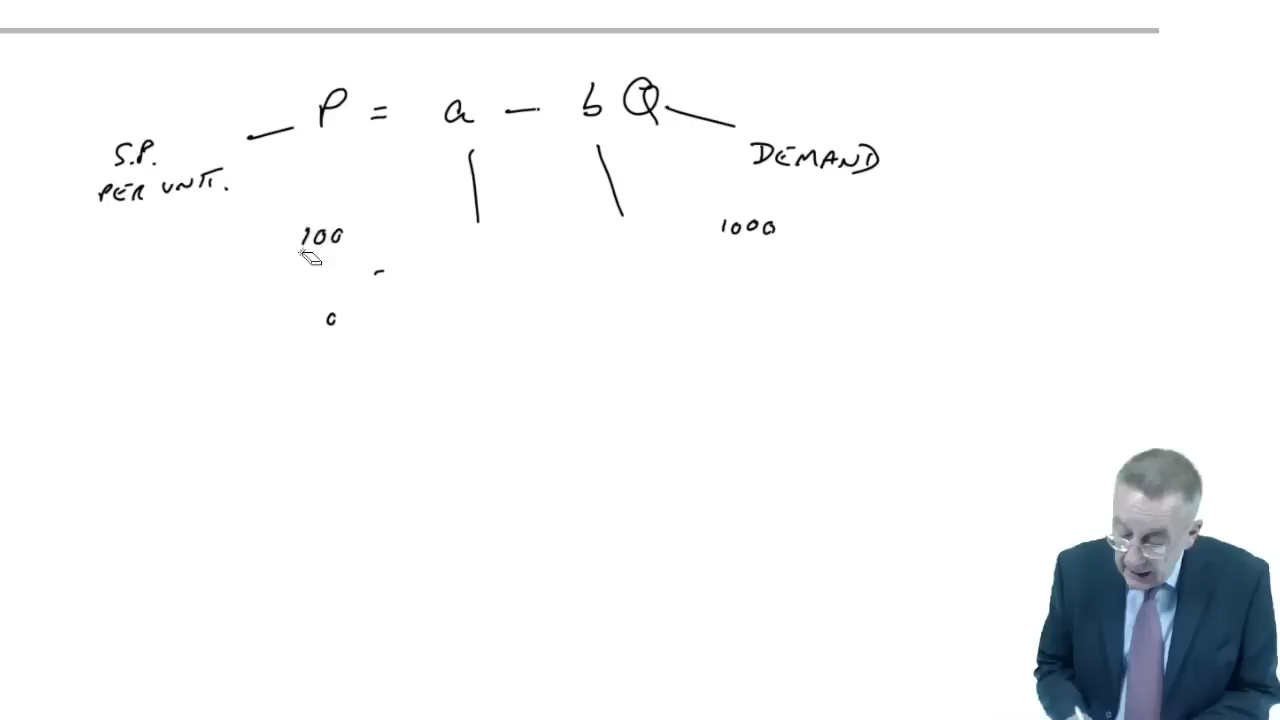 P = a - bQ
S.P.
PER UNIT.
DEMAND
100
1000
0